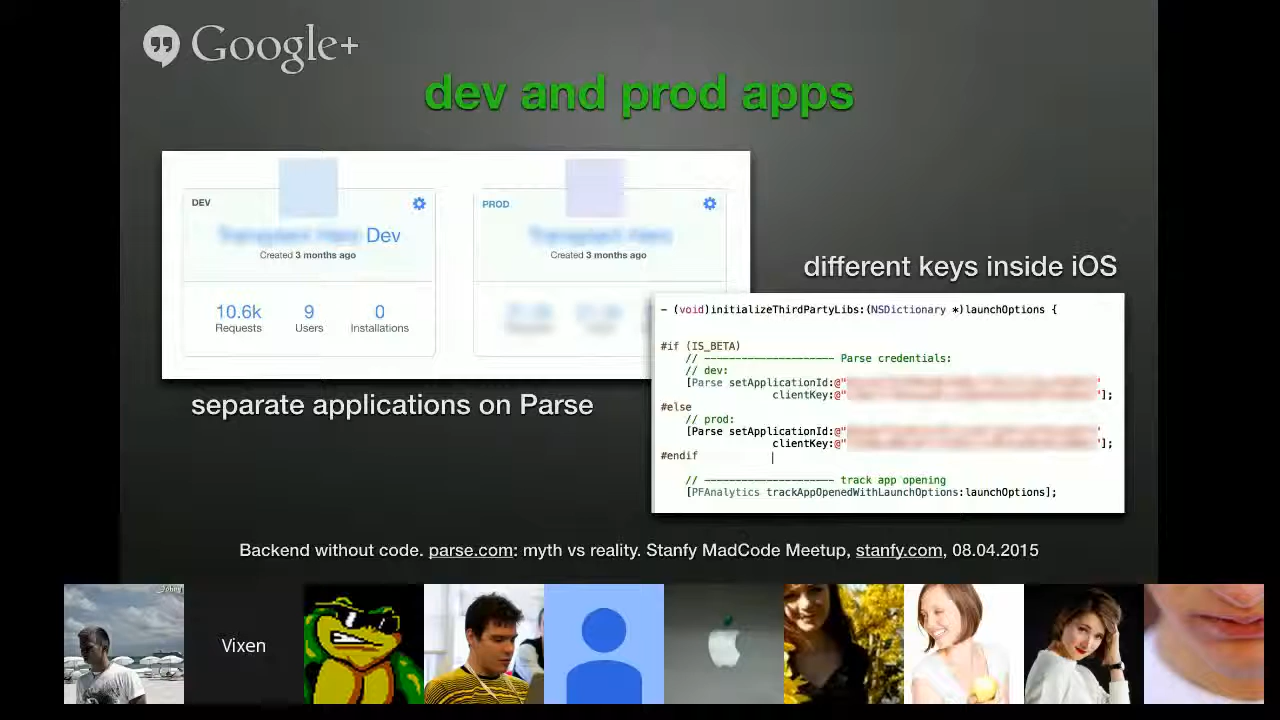 Google+
dev and prod apps
DEV
Dev
Created 3 months ago
10.6k
9
0
Requests
Users
Installations
PROD
Created 3 months ago
separate applications on Parse
different keys inside iOS
- (void)initializeThirdPartyLibs:(NSDictionary *)launchOptions {
#if (IS_BETA)
// --------------------- Parse credentials:
// dev:
[Parse setApplicationId:@"
"
clientKey:@"
"];
#else
// prod:
[Parse setApplicationId:@"
"
clientKey:@"
"];
#endif
// --------------------- track app opening
[PFAnalytics trackAppOpenedWithLaunchOptions:launchOptions];
Backend without code. parse.com: myth vs reality. Stanfy MadCode Meetup, stanfy.com, 08.04.2015
Johny
Vixen